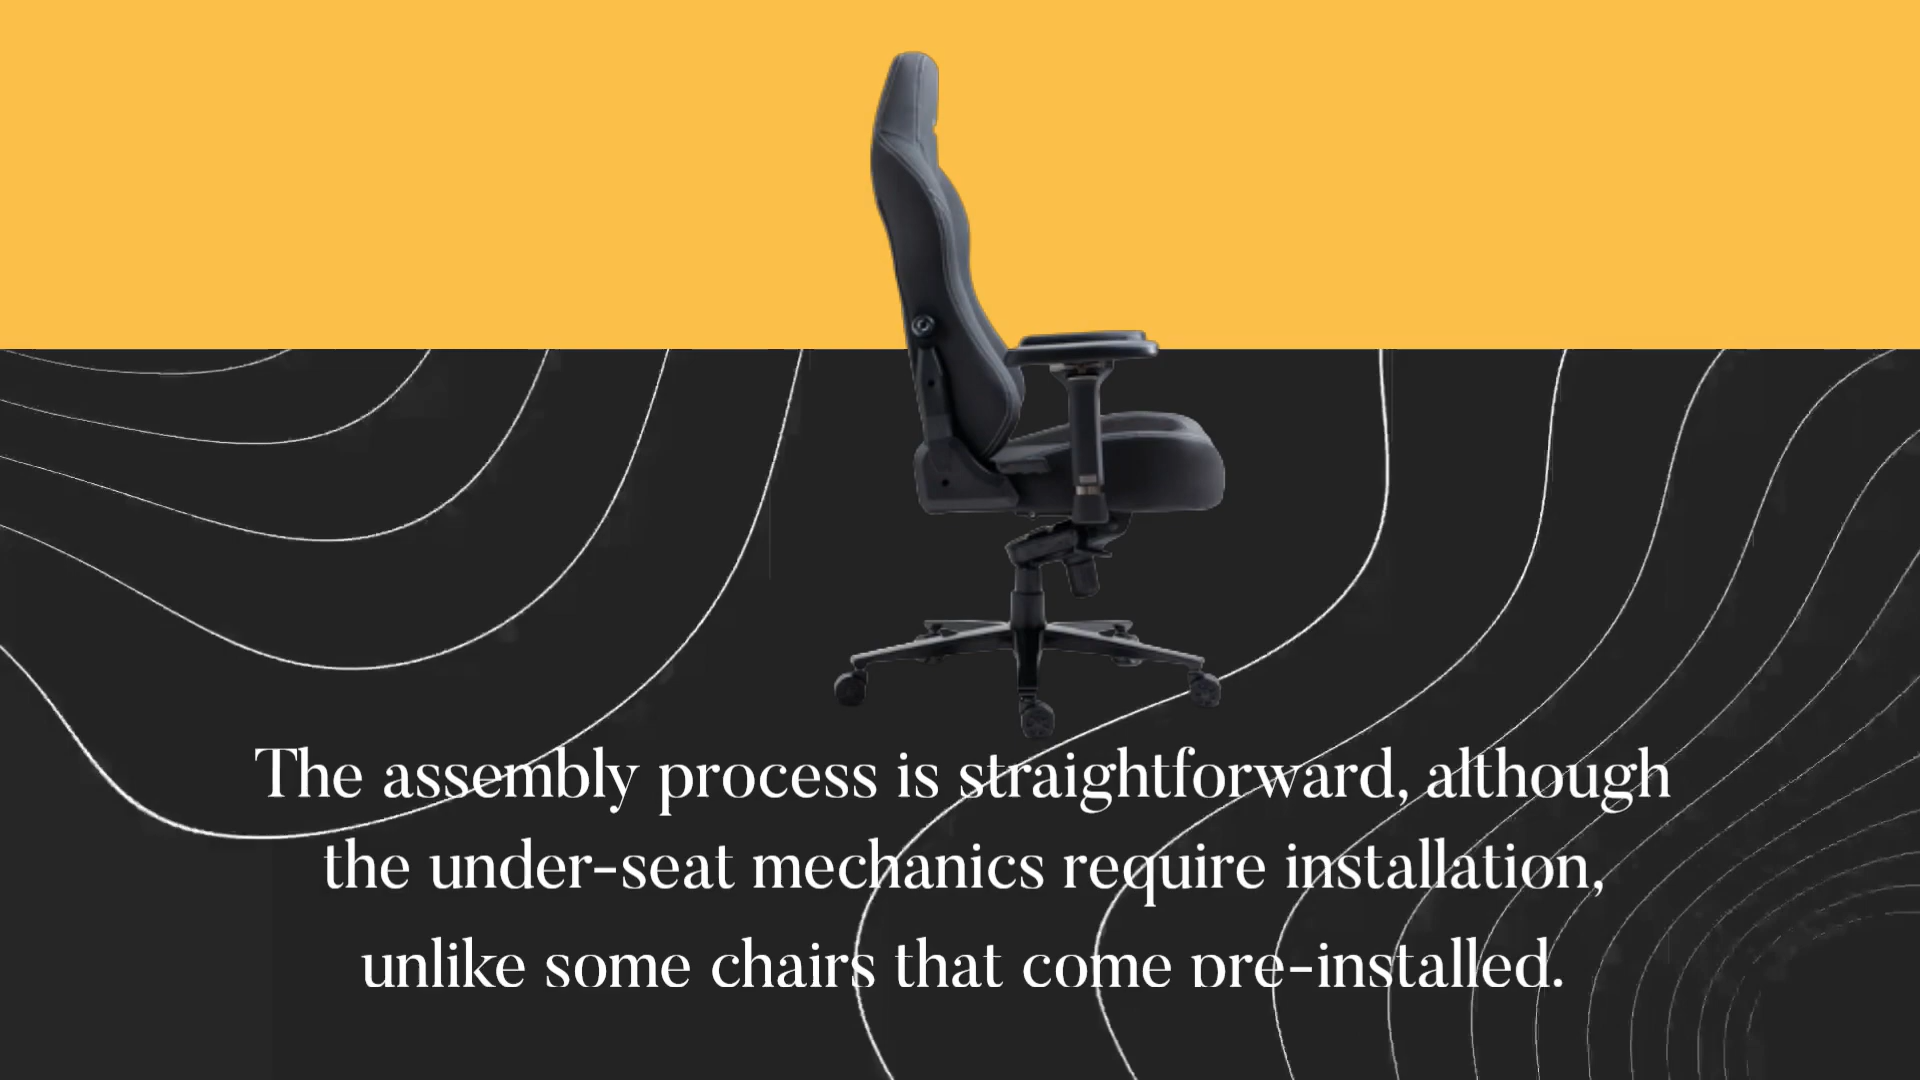 The assembly process is straightforward, although
the under-seat mechanics require installation,
unlike some chairs that come pre-installed.